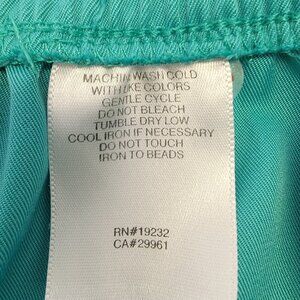 MACHIN WASH COLD
WITH LIKE COLORS
GENTLE CYCLE
DO NOT BLEACH
TUMBLE DRY LOW
COOL IRON IF NECESSARY
DO NOT TOUCH
IRON TO BEADS
RN#19232
CA#29961